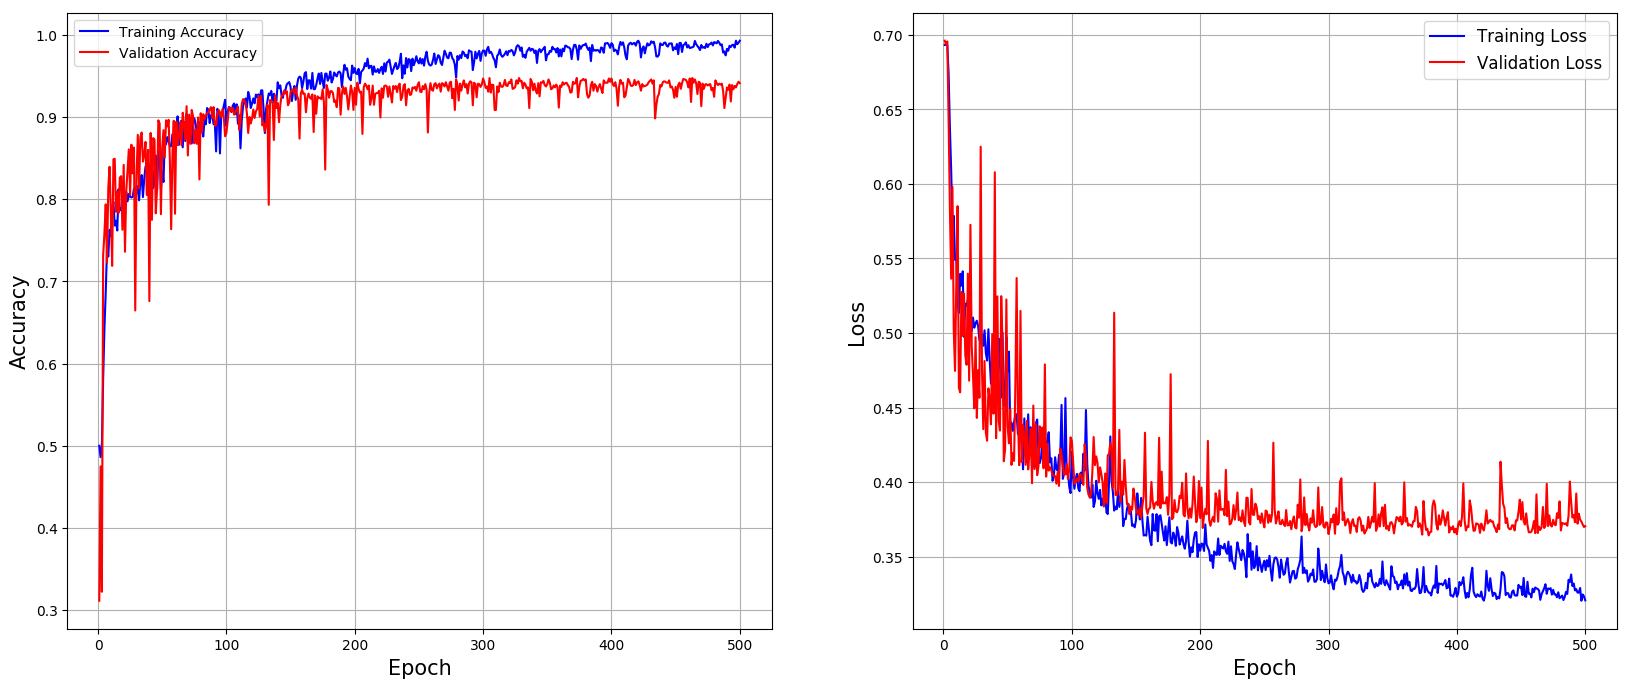 Training Accuracy
Validation Accuracy
1.0
0.9
0.8
0.7
0.6
0.5
0.4
0.3
Accuracy
0 100 200 300 400 500
Epoch
Training Loss
Validation Loss
0.70
0.65
0.60
0.55
0.50
0.45
0.40
0.35
Loss
0 100 200 300 400 500
Epoch